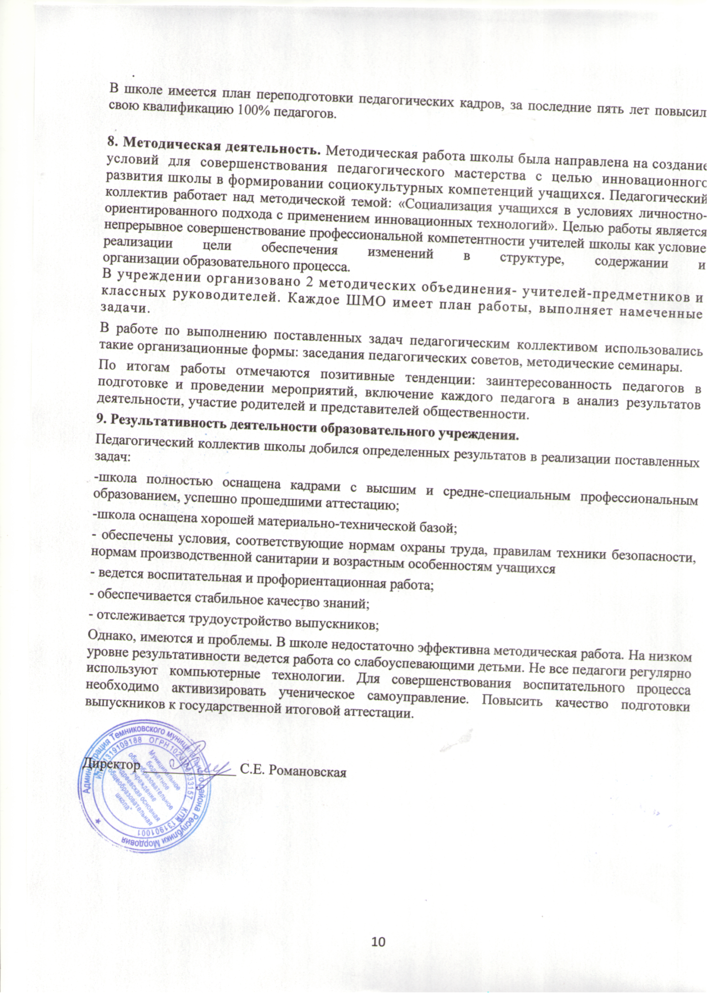 В школе имеется план переподготовки педагогических кадров, за последние пять лет повысил
свою квалификацию 100% педагогов.
8. Методическая деятельность. Методическая работа школы была направлена на создание
условий для совершенствования педагогического мастерства с целью инновационного
развития школы в формировании социокультурных компетенций учащихся. Педагогический
коллектив работает над методической темой: «Социализация учащихся в условиях личностно-
ориентированного подхода с применением инновационных технологий». Целью работы является
непрерывное совершенствование профессиональной компетентности учителей школы как условие
реализации цели обеспечения изменений в структуре, содержании и
организации образовательного процесса.
В учреждении организовано 2 методических объединения- учителей-предметников и
классных руководителей. Каждое ШМО имеет план работы, выполняет намеченные
задачи.
В работе по выполнению поставленных задач педагогическим коллективом использовались
такие организационные формы: заседания педагогических советов, методические семинары.
По итогам работы отмечаются позитивные тенденции: заинтересованность педагогов в
подготовке и проведении мероприятий, включение каждого педагога в анализ результатов
деятельности, участие родителей и представителей общественности.
9. Результативность деятельности образовательного учреждения.
Педагогический коллектив школы добился определенных результатов в реализации поставленных
задач:
-школа полностью оснащена кадрами с высшим и средне-специальным профессиональным
образованием, успешно прошедшими аттестацию;
-школа оснащена хорошей материально-технической базой;
- обеспечены условия, соответствующие нормам охраны труда, правилам техники безопасности,
нормам производственной санитарии и возрастным особенностям учащихся
- ведется воспитательная и профориентационная работа;
- обеспечивается стабильное качество знаний;
- отслеживается трудоустройство выпускников;
Однако, имеются и проблемы. В школе недостаточно эффективна методическая работа. На низком
уровне результативности ведется работа со слабоуспевающими детьми. Не все педагоги регулярно
используют компьютерные технологии. Для совершенствования воспитательного процесса
необходимо активизировать ученическое самоуправление. Повысить качество подготовки
выпускников к государственной итоговой аттестации.
Директор ____________ С.Е. Романовская
Администрация Темниковского муниципального района Республики Мордовия
1319109188 ОГРН КПП 131901001
Муниципальное
бюджетное
общеобразовательное
учреждение
основная
общеобразовательная
школа"
10